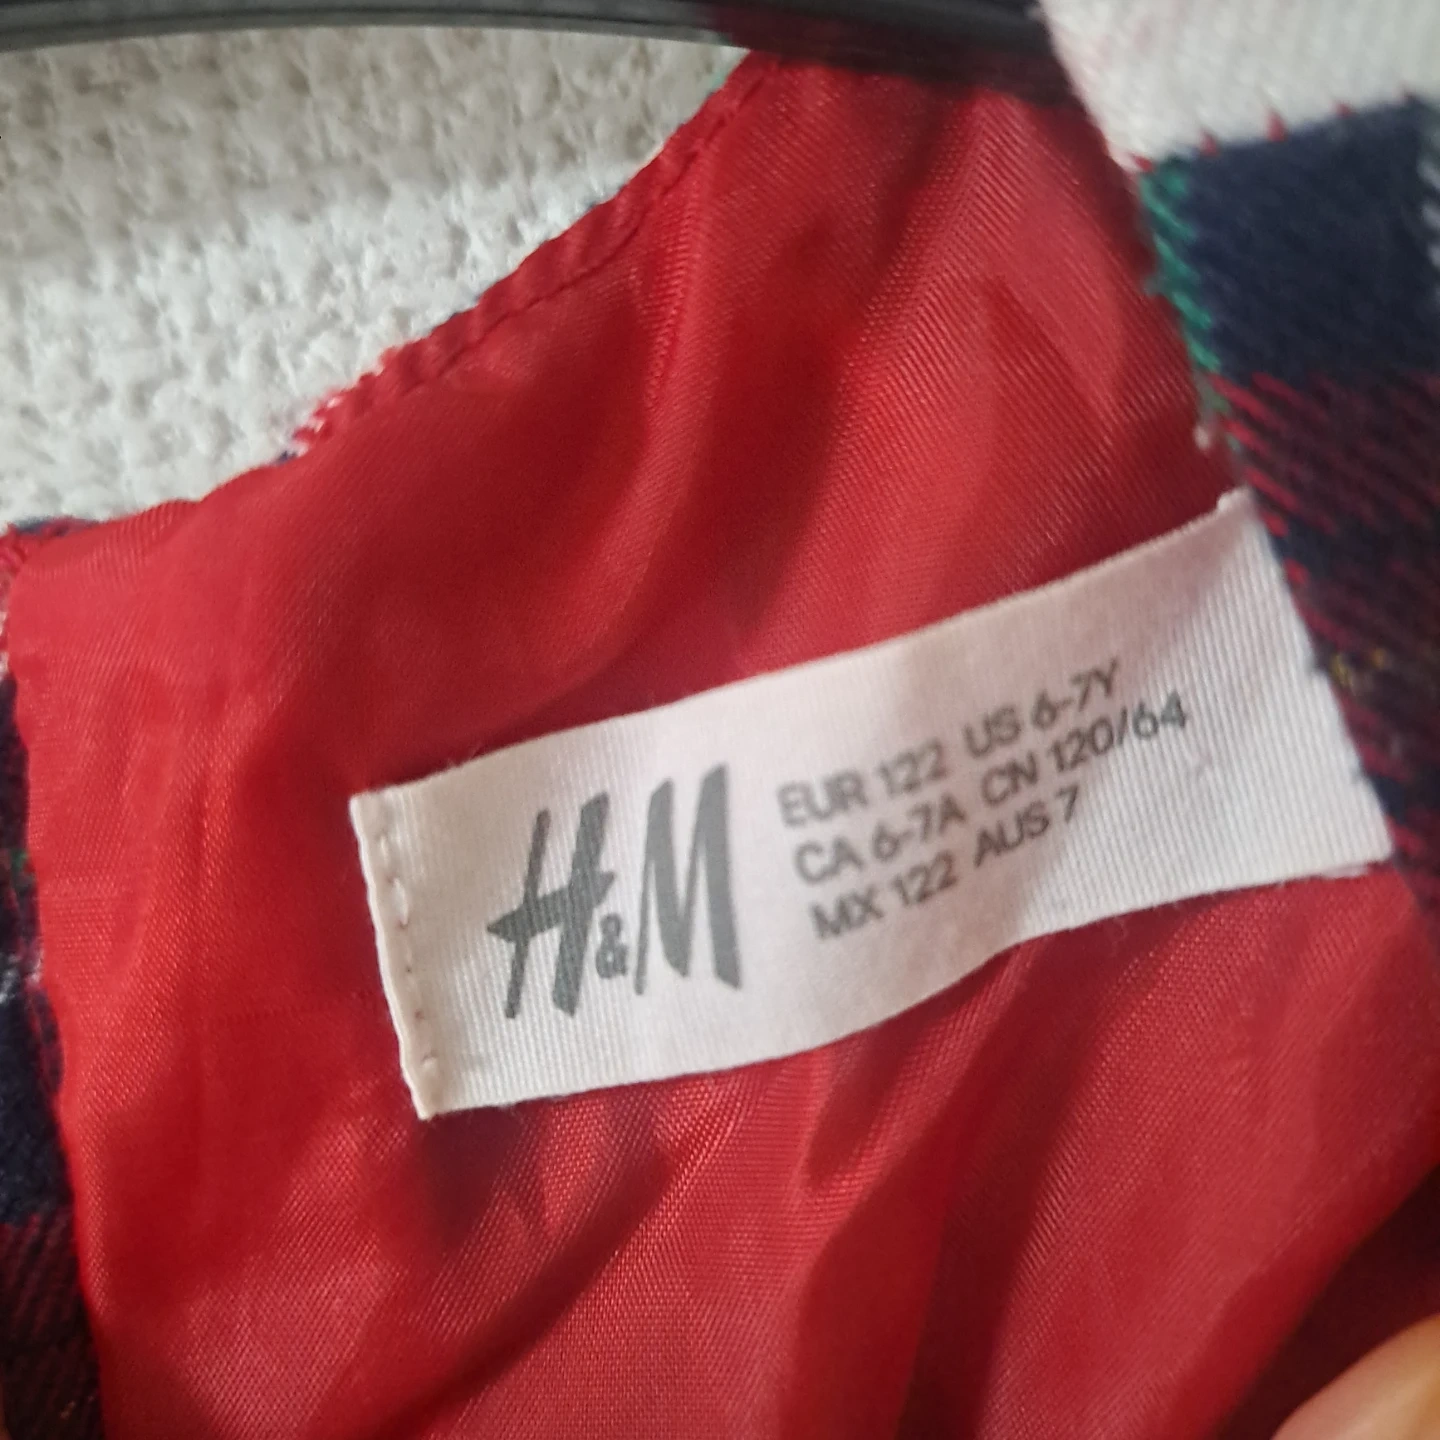 H&M
EUR 122 US 6-7Y
CA 6-7A CN 120/64
MX 122 AUS 7